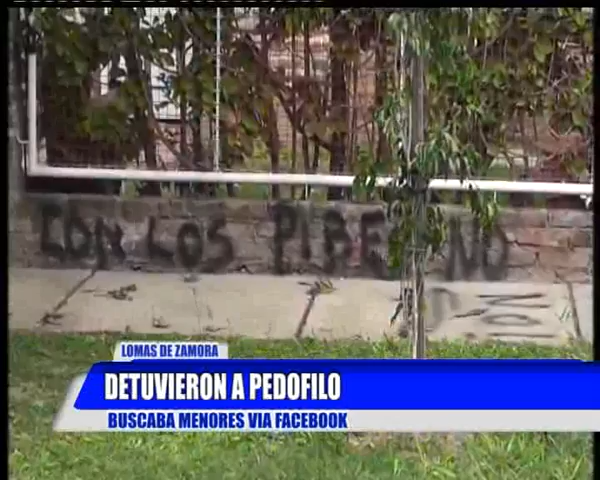 CON LOS PIBES NO
LOMAS DE ZAMORA
DETUVIERON A PEDOFILO
BUSCABA MENORES VIA FACEBOOK